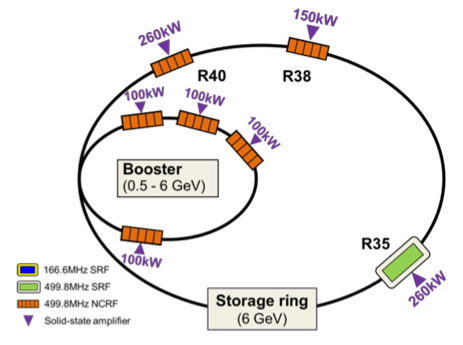 150kW
260kW
R40
R38
100kW
100kW
100kW
Booster
(0.5 - 6 GeV)
R35
100kW
260kW
166.6MHz SRF
499.8MHz SRF
499.8MHz NCRF
Solid-state amplifier
Storage ring
(6 GeV)